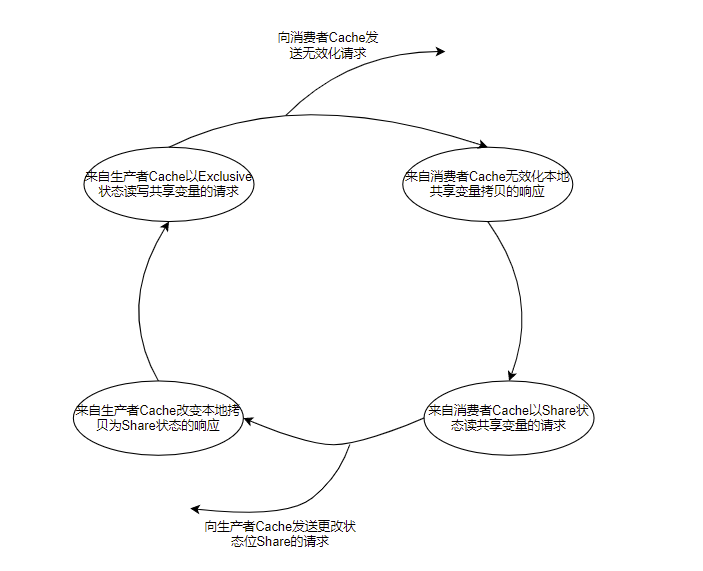 向消费者Cache发
送无效化请求
来自生产者Cache以Exclusive
状态读写共享变量的请求
来自消费者Cache无效化本地
共享变量拷贝的响应
来自生产者Cache改变本地拷
贝为Share状态的响应
来自消费者Cache以Share状
态读共享变量的请求
向生产者Cache发送更改状
态位Share的请求